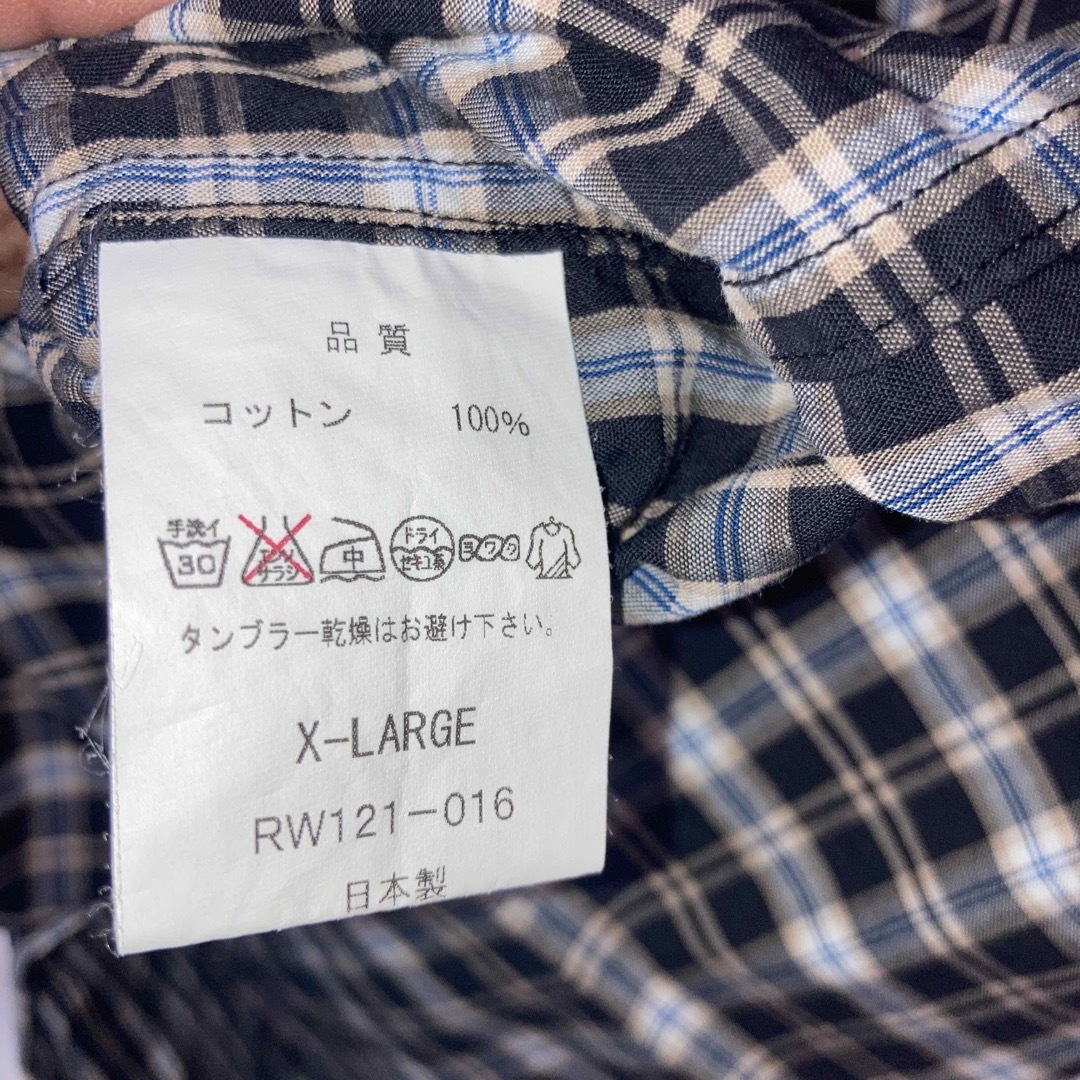 品質
コットン 100%
手洗イ 30 エンソサラシ 中 ドライ セキユ系 ヨワク
タンブラー乾燥はお避け下さい。
X-LARGE
RW121-016
日本製